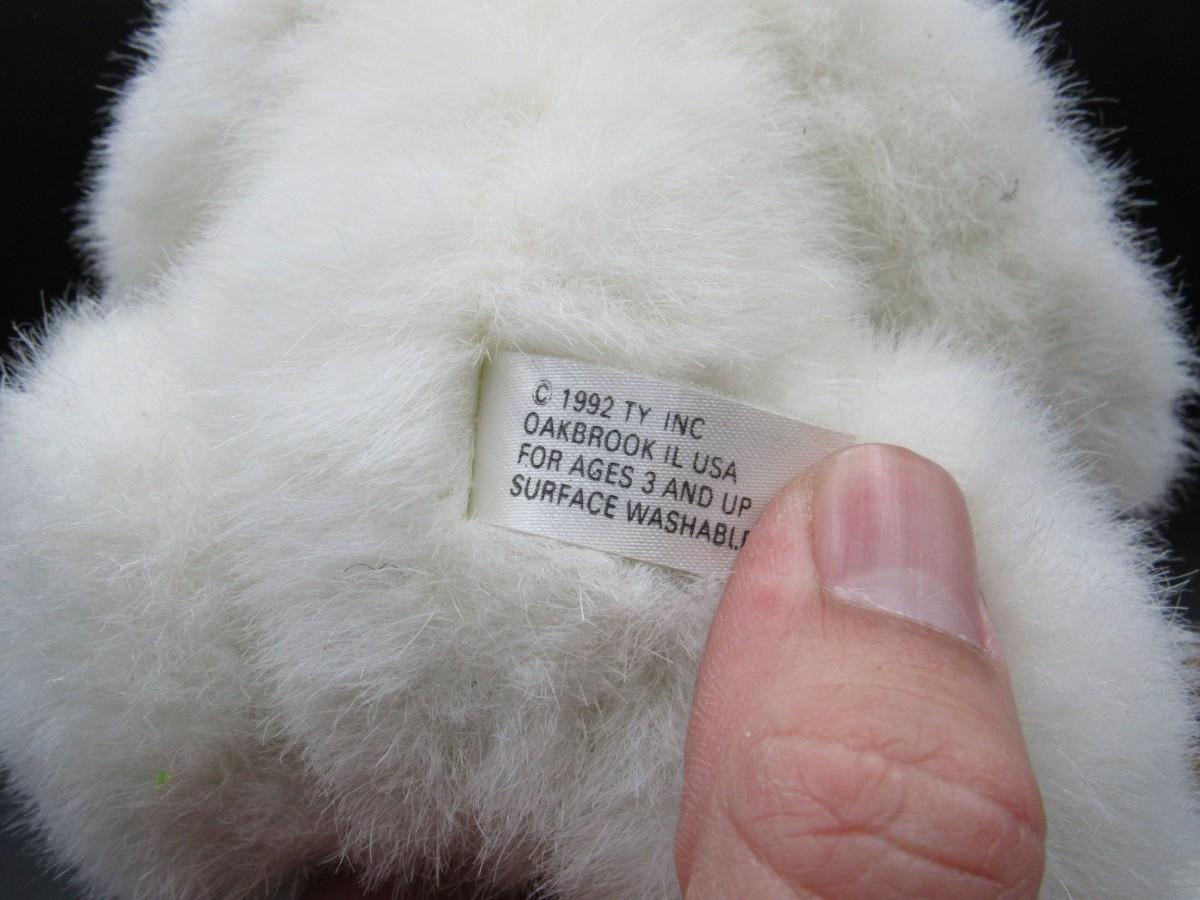 © 1992 TY INC
OAKBROOK IL USA
FOR AGES 3 AND UP
SURFACE WASHABLE